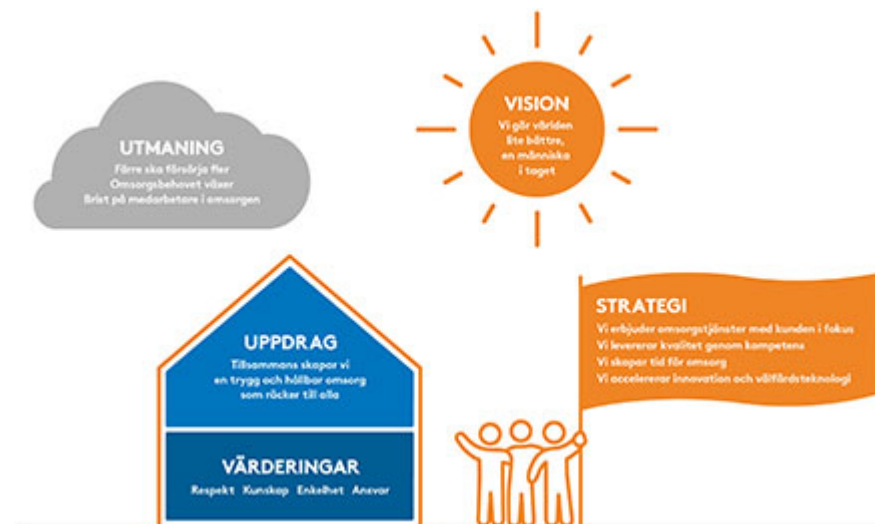 UTMANING
Färre ska försörja fler
Omsorgsbehovet växer
Brist på medarbetare i omsorgen
VISION
Vi gör världen
lite bättre,
en människa
i taget
UPPDRAG
Tillsammans skapar vi
en trygg och hållbar omsorg
som räcker till alla
VÄRDERINGAR
Respekt Kunskap Enkelhet Ansvar
STRATEGI
Vi erbjuder omsorgstjänster med kunden i fokus
Vi levererar kvalitet genom kompetens
Vi skapar tid för omsorg
Vi accelererar innovation och välfärdsteknologi